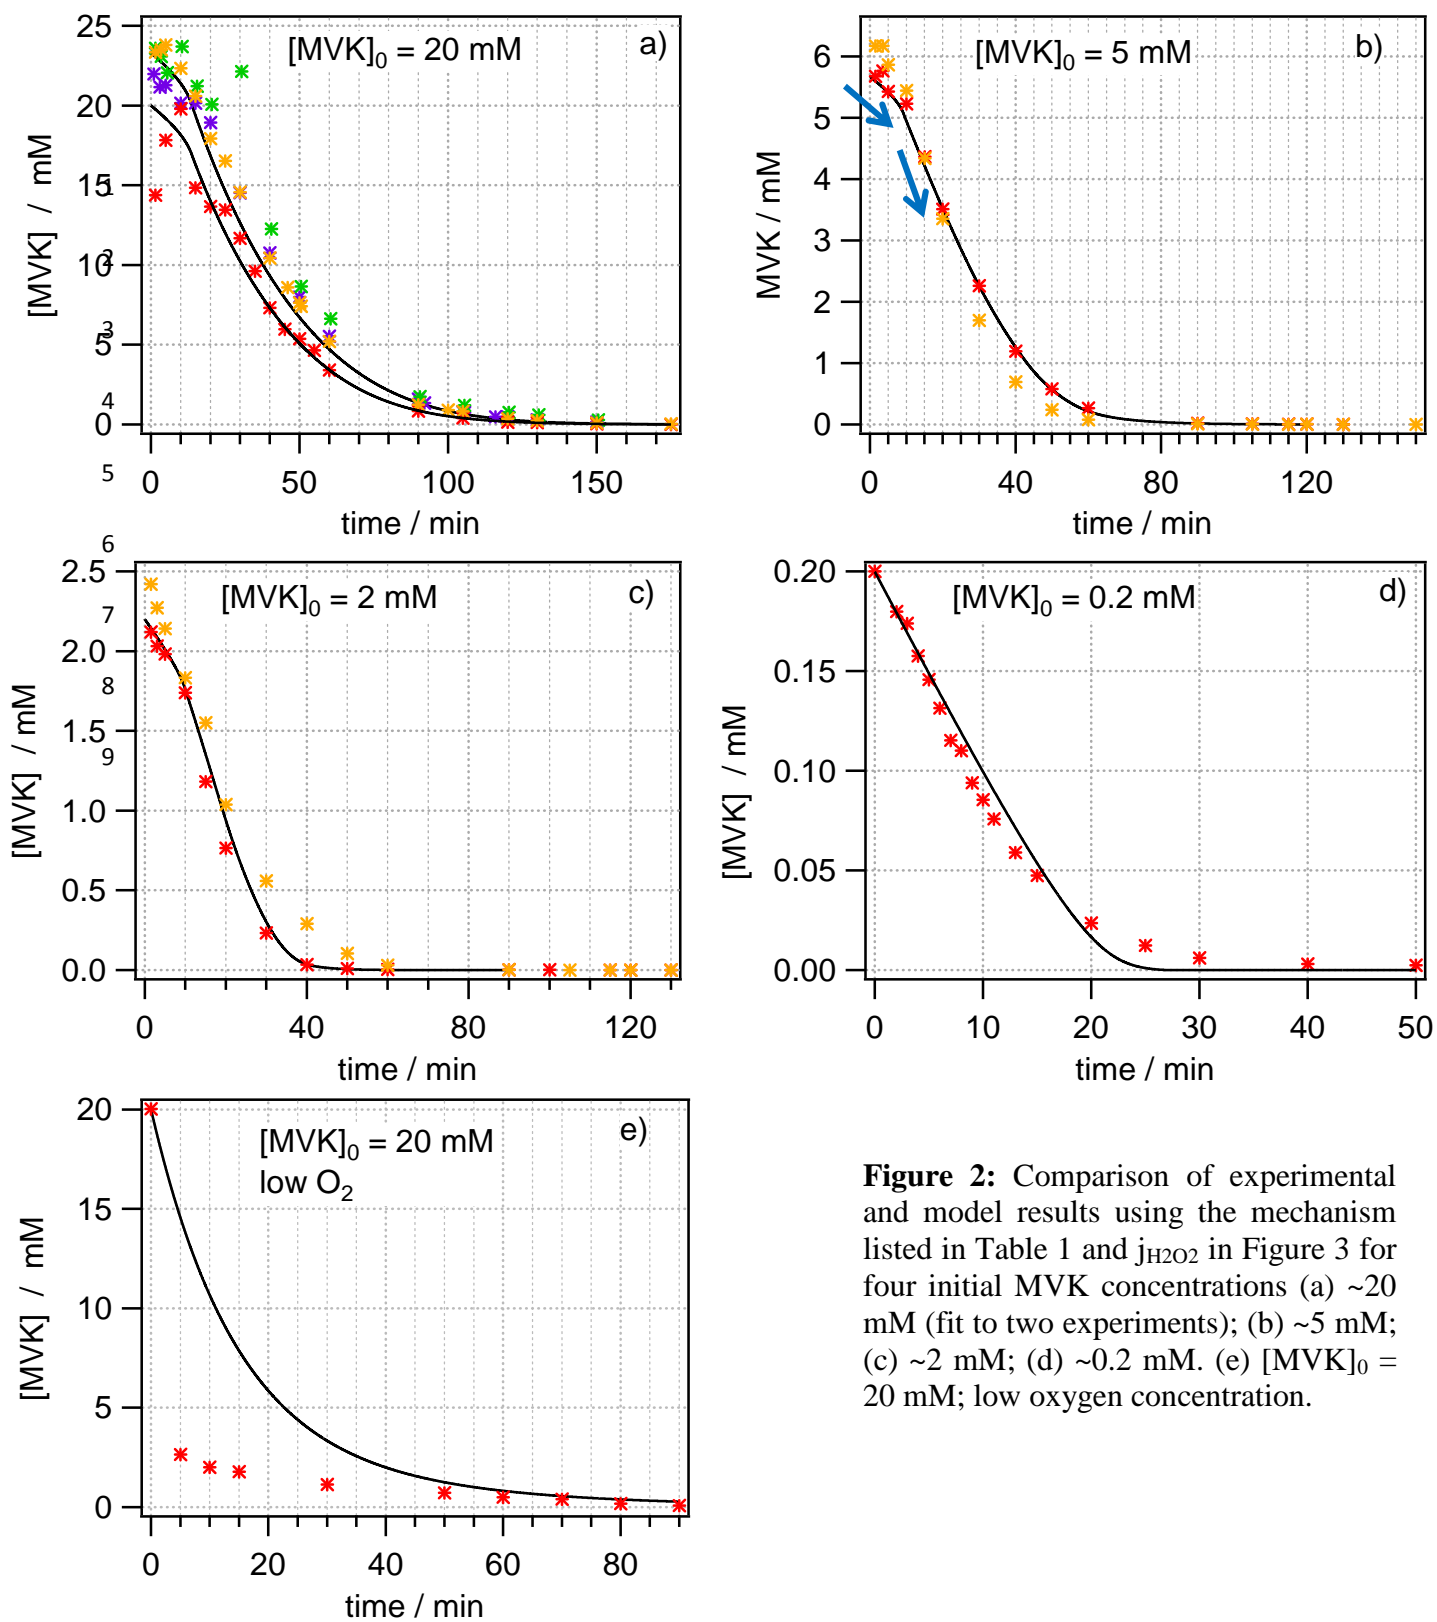 [MVK]0 = 20 mM
a)
25
20
15
10
5
0
[MVK] / mM
0 50 100 150
time / min
1
2
3
4
5
6
7
8
9
[MVK]0 = 5 mM
b)
6
5
4
3
2
1
0
MVK / mM
0 40 80 120
time / min
[MVK]0 = 2 mM
c)
2.5
2.0
1.5
1.0
0.5
0.0
[MVK] / mM
0 40 80 120
time / min
[MVK]0 = 0.2 mM
d)
0.20
0.15
0.10
0.05
0.00
[MVK] / mM
0 10 20 30 40 50
time / min
[MVK]0 = 20 mM
low O2
e)
20
15
10
5
0
[MVK] / mM
0 20 40 60 80
time / min
Figure 2: Comparison of experimental
and model results using the mechanism
listed in Table 1 and jH2O2 in Figure 3 for
four initial MVK concentrations (a) ~20
mM (fit to two experiments); (b) ~5 mM;
(c) ~2 mM; (d) ~0.2 mM. (e) [MVK]0 =
20 mM; low oxygen concentration.